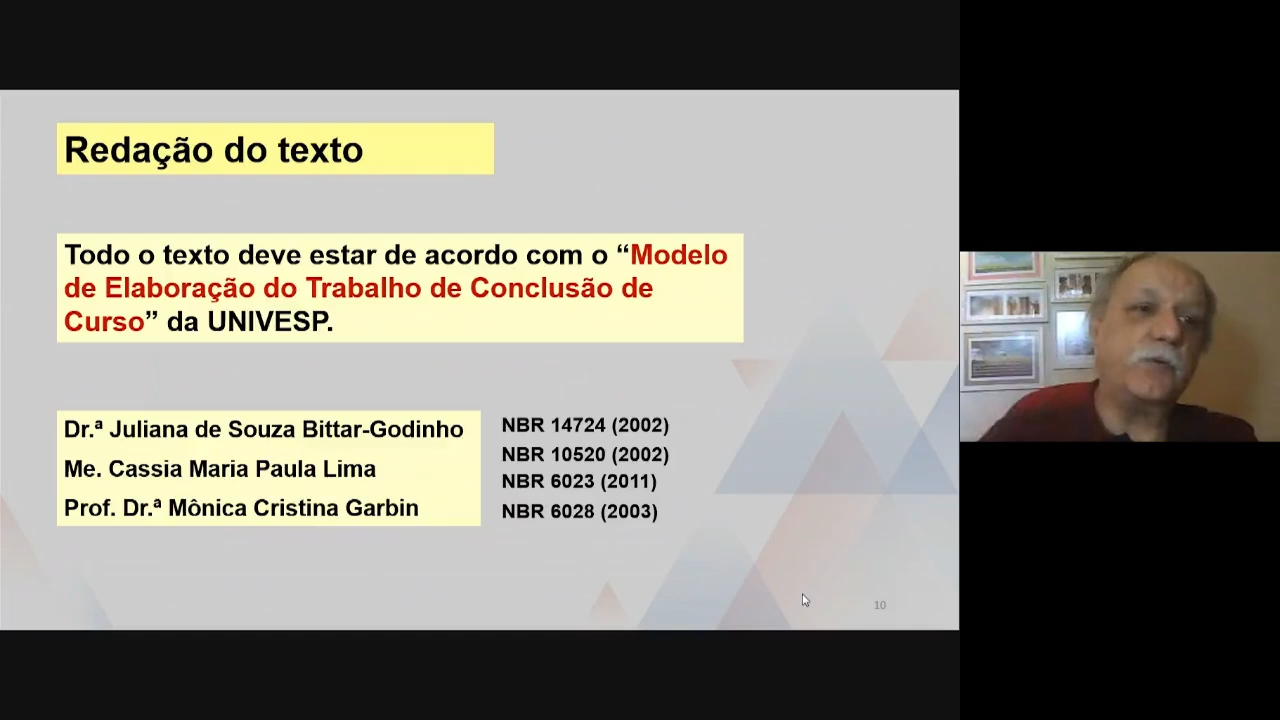 Redação do texto
Todo o texto deve estar de acordo com o “Modelo
de Elaboração do Trabalho de Conclusão de
Curso” da UNIVESP.
Dr.ª Juliana de Souza Bittar-Godinho
Me. Cassia Maria Paula Lima
Prof. Dr.ª Mônica Cristina Garbin
NBR 14724 (2002)
NBR 10520 (2002)
NBR 6023 (2011)
NBR 6028 (2003)
10